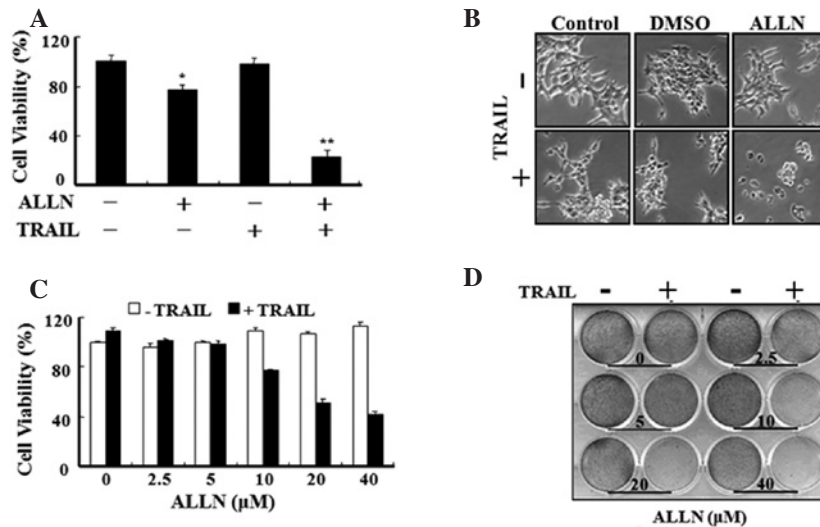 A
Cell Viability (%)
120
80
40
0
ALLN − + − +
TRAIL − − + +
*
**
B
Control DMSO ALLN
TRAIL
−
+
C
- TRAIL + TRAIL
Cell Viability (%)
120
80
40
0
0 2.5 5 10 20 40
ALLN (μM)
D
TRAIL - + - +
0 2.5
5 10
20 40
ALLN (μM)